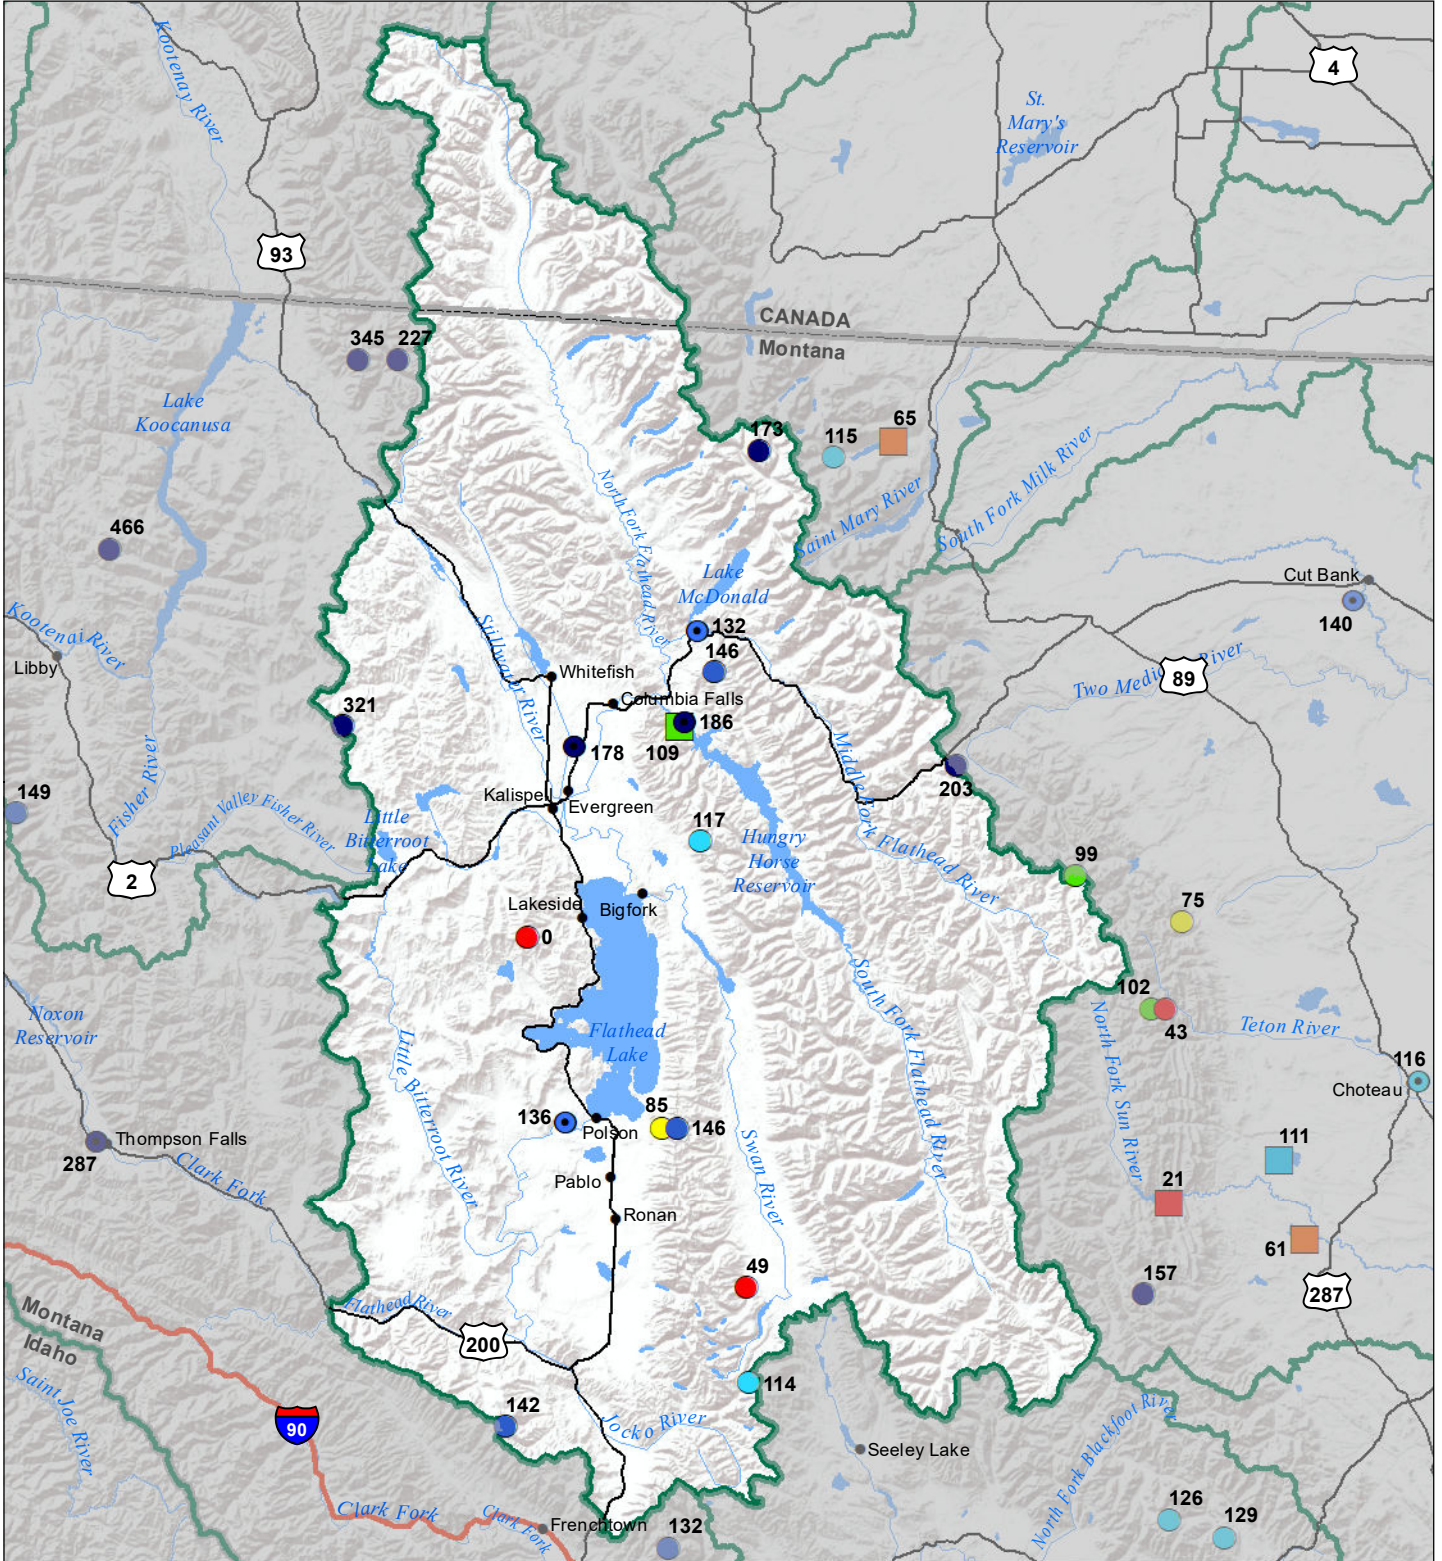 Kootenay River
4
St.
Mary's
Reservoir
93
CANADA
Montana
345
227
Lake
Koocanusa
173
115
65
North Fork Flathead River
Saint Mary River
South Fork Milk River
466
Lake
McDonald
Cut Bank
140
Kootenai River
Libby
132
146
Stillwater River
Whitefish
Columbia Falls
Two Medicine River
89
321
186
109
178
Middle Fork Flathead River
203
149
Fisher River
Pleasant Valley Fisher River
Little
Bitterroot
Lake
Kalispell
Evergreen
117
Hungry
Horse
Reservoir
2
99
75
Lakeside
Bigfork
0
102
43
Noxon
Reservoir
Flathead
Lake
South Fork Flathead River
North Fork Sun River
Teton River
Little Bitterroot River
116
Choteau
136
85
146
Polson
Thompson Falls
287
Clark Fork
Swan River
111
Pablo
21
Ronan
61
49
157
287
Montana
Idaho
Flathead River
200
Saint Joe River
114
142
Jocko River
90
Seeley Lake
North Fork Blackfoot River
Clark Fork
Clark Fork
Frenchtown
132
126
129